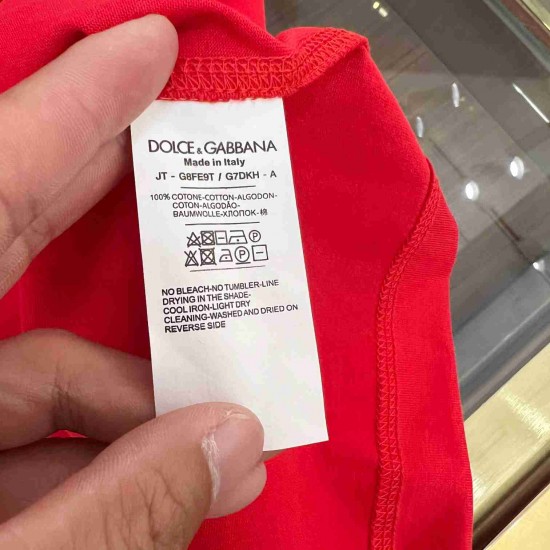 DOLCE & GABBANA
Made in Italy
JT - G8FE9T / G7DKH - A
100% COTONE-COTTON-ALGODON-
COTON-ALGODÃO-
BAUMWOLLE-ХЛОПОК-棉
NO BLEACH-NO TUMBLER-LINE
DRYING IN THE SHADE-
COOL IRON-LIGHT DRY
CLEANING-WASHED AND DRIED ON
REVERSE SIDE